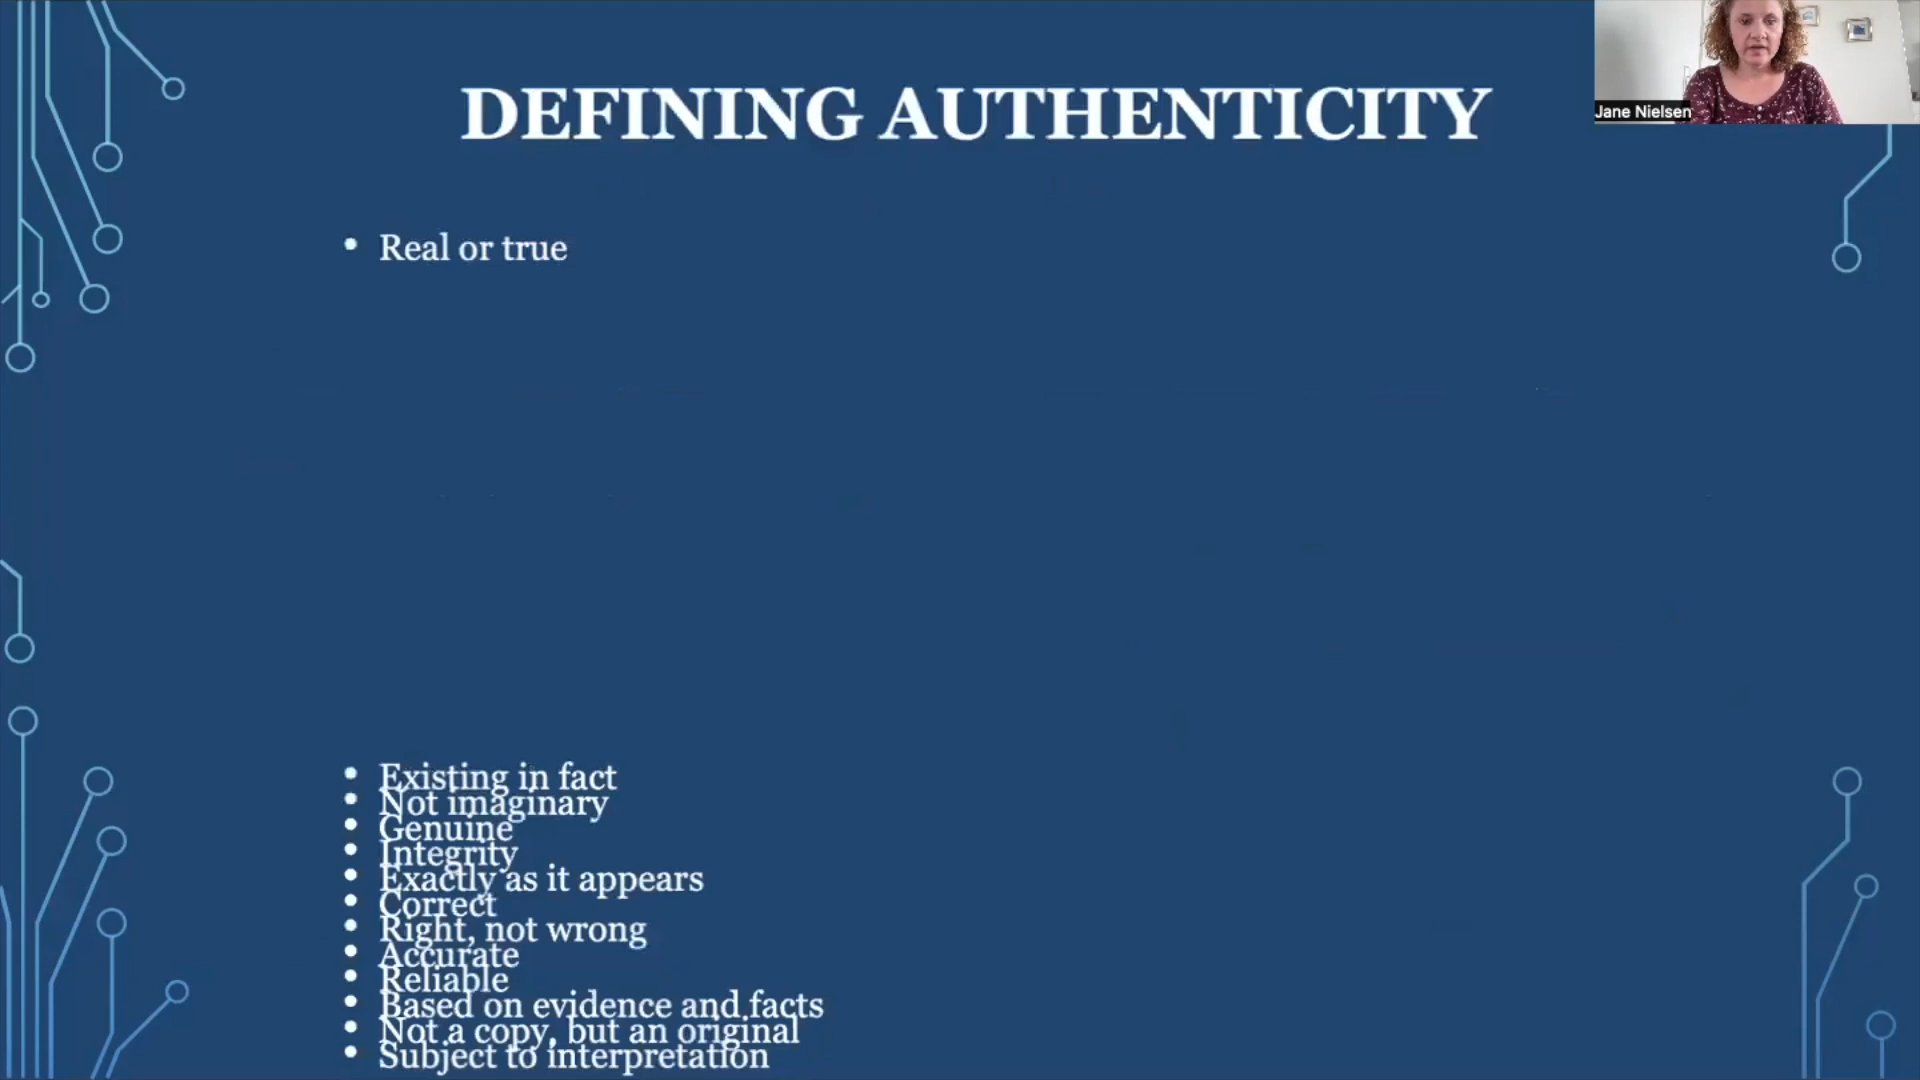 DEFINING AUTHENTICITY
Jane Nielsen
• Real or true
• Existing in fact
• Not imaginary
• Genuine
• Integrity
• Exactly as it appears
• Correct
• Right, not wrong
• Accurate
• Reliable
• Based on evidence and facts
• Not a copy, but an original
• Subject to interpretation